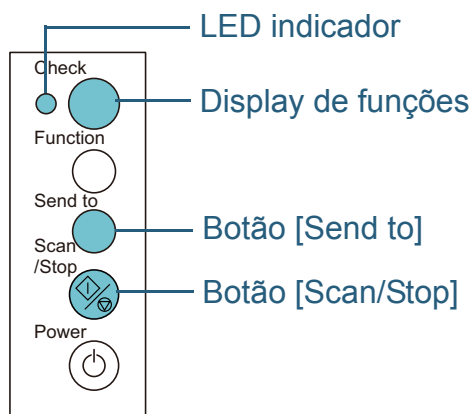 LED indicador
Check
Display de funções
Function
Send to
Botão [Send to]
Scan
/Stop
Botão [Scan/Stop]
Power